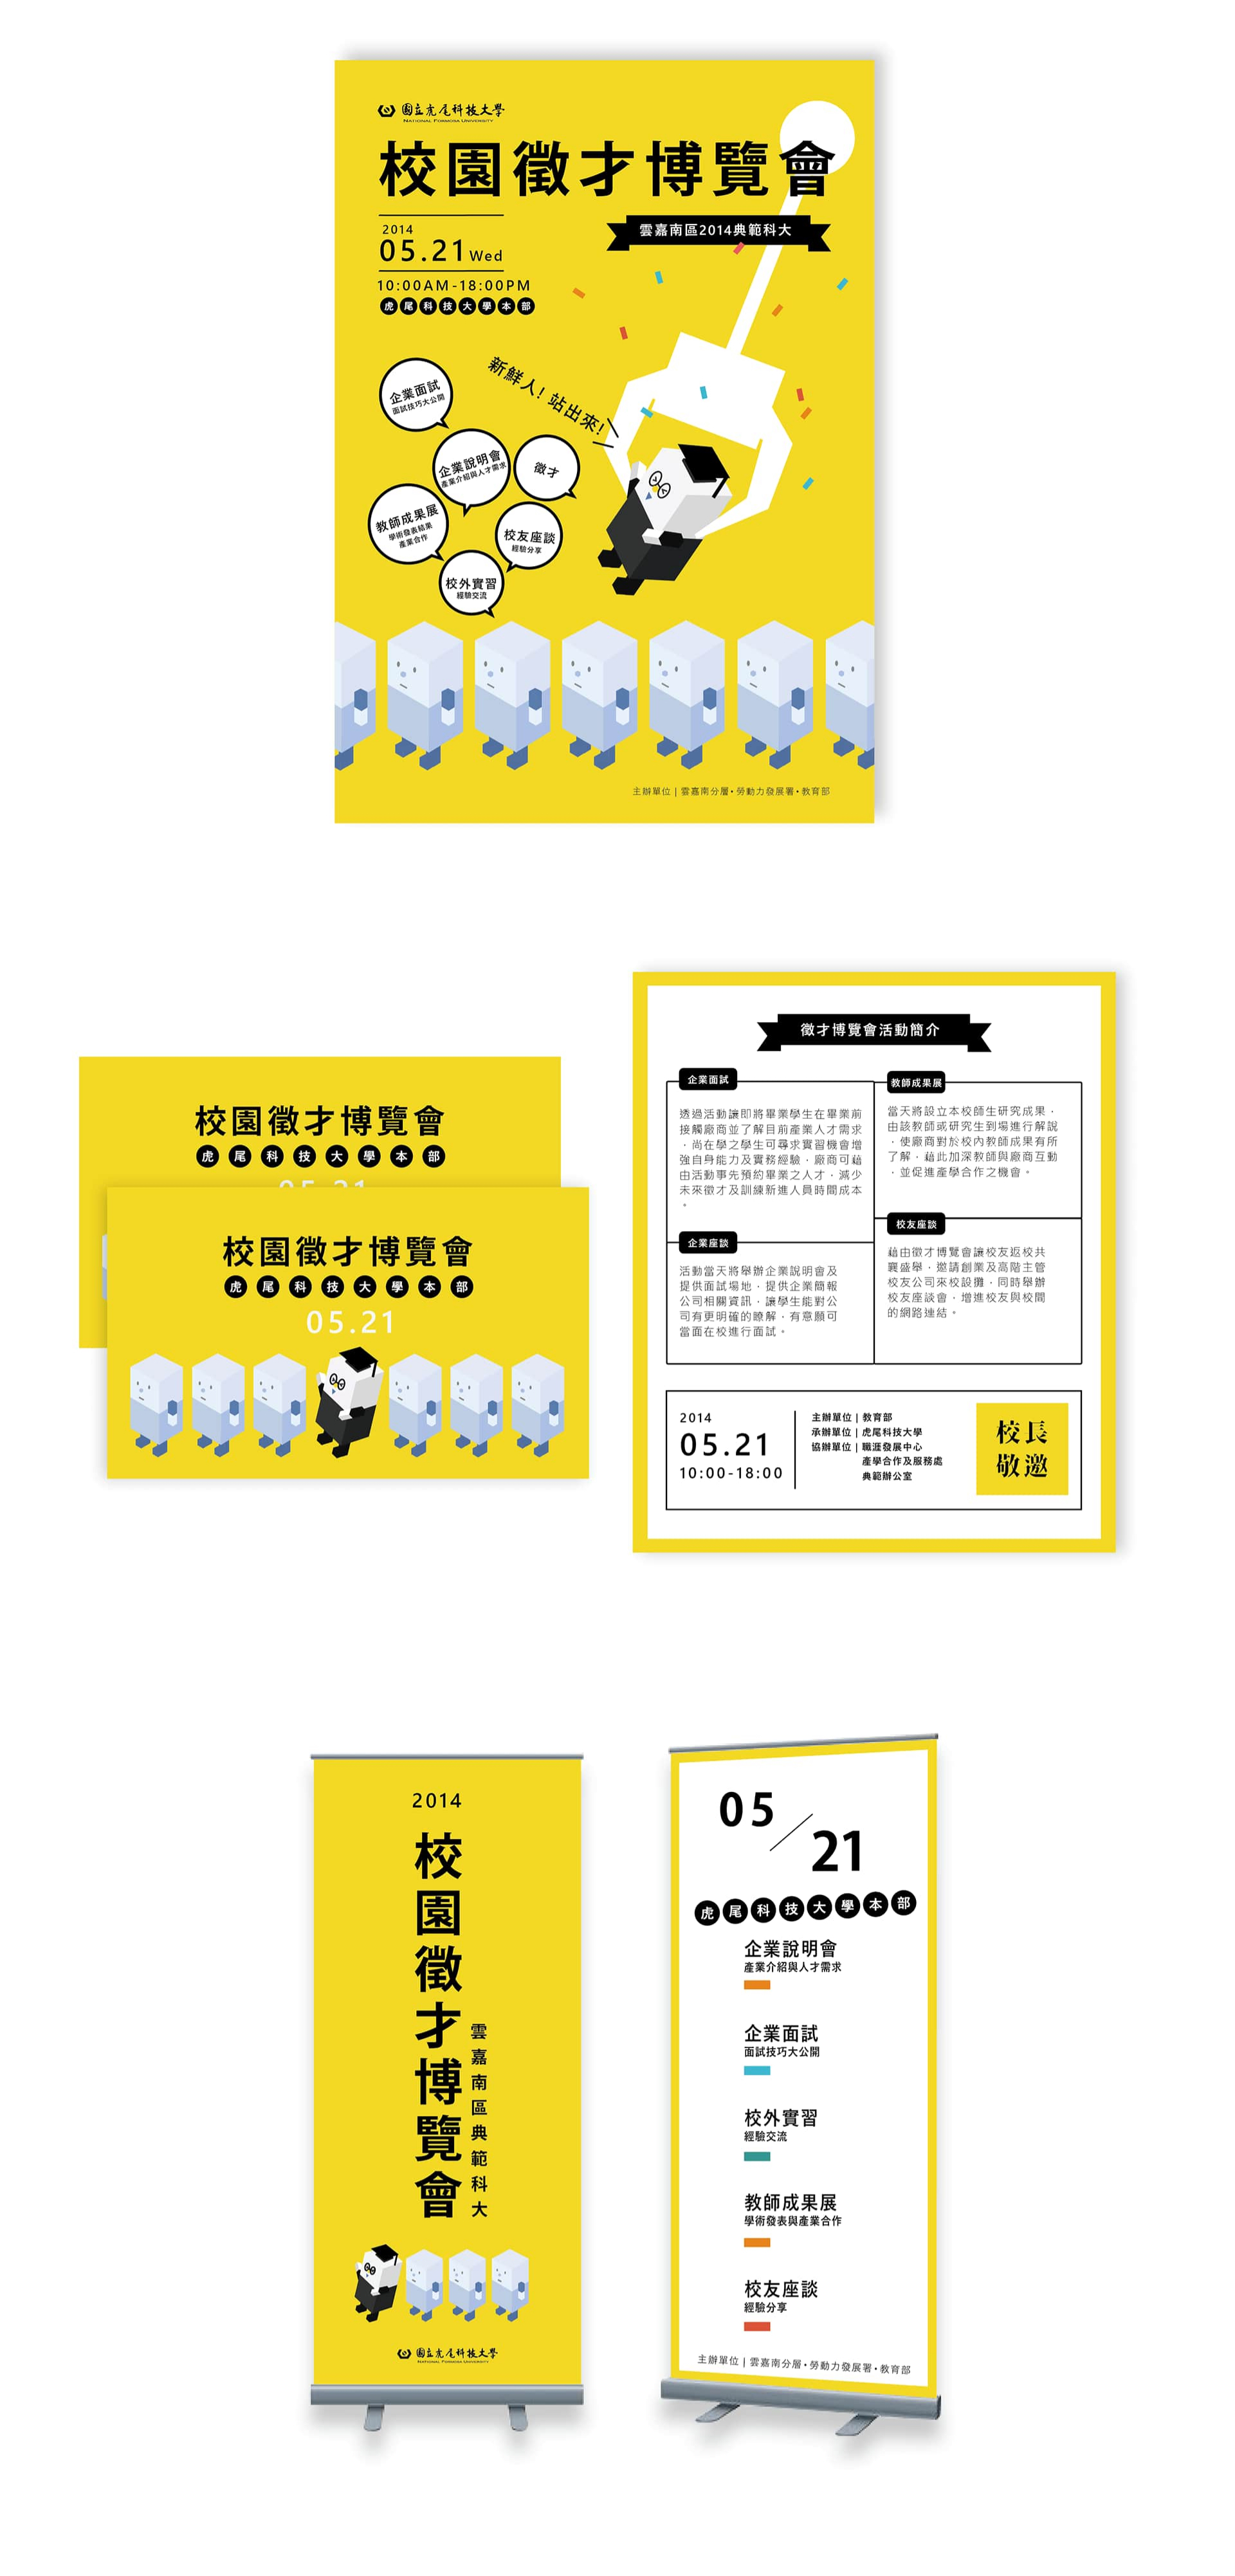 國立虎尾科技大學
NATIONAL FORMOSA UNIVERSITY
校園徵才博覽會
雲嘉南區2014典範科大
2014
05.21 Wed
10:00AM-18:00PM
虎尾科技大學本部
新鮮人! 站出來!
企業面試
面試技巧大公開
企業說明會
產業介紹與人才需求
徵才
教師成果展
學術發表結果
產業合作
校友座談
經驗分享
校外實習
經驗交流
主辦單位 | 雲嘉南分層•勞動力發展署•教育部
校園徵才博覽會
虎尾科技大學本部
05.21
校園徵才博覽會
虎尾科技大學本部
05.21
徵才博覽會活動簡介
企業面試
透過活動讓即將畢業學生在畢業前
接觸廠商並了解目前產業人才需求
，尚在學之學生可尋求實習機會增
強自身能力及實務經驗，廠商可藉
由活動事先預約畢業之人才，減少
未來徵才及訓練新進人員時間成本
。
企業座談
活動當天將舉辦企業說明會及
提供面試場地，提供企業簡報
公司相關資訊，讓學生能對公
司有更明確的瞭解，有意願可
當面在校進行面試。
教師成果展
當天將設立本校師生研究成果，
由該教師或研究生到場進行解說
，使廠商對於校內教師成果有所
了解，藉此加深教師與廠商互動
，並促進產學合作之機會。
校友座談
藉由徵才博覽會讓校友返校共
襄盛舉，邀請創業及高階主管
校友公司來校設攤，同時舉辦
校友座談會，增進校友與校間
的網路連結。
2014
05.21
10:00-18:00
主辦單位 | 教育部
承辦單位 | 虎尾科技大學
協辦單位 | 職涯發展中心
產學合作及服務處
典範辦公室
校長
敬邀
2014
校園徵才博覽會
雲嘉南區典範科大
國立虎尾科技大學
NATIONAL FORMOSA UNIVERSITY
05/21
虎尾科技大學本部
企業說明會
產業介紹與人才需求
企業面試
面試技巧大公開
校外實習
經驗交流
教師成果展
學術發表與產業合作
校友座談
經驗分享
主辦單位 | 雲嘉南分層•勞動力發展署•教育部